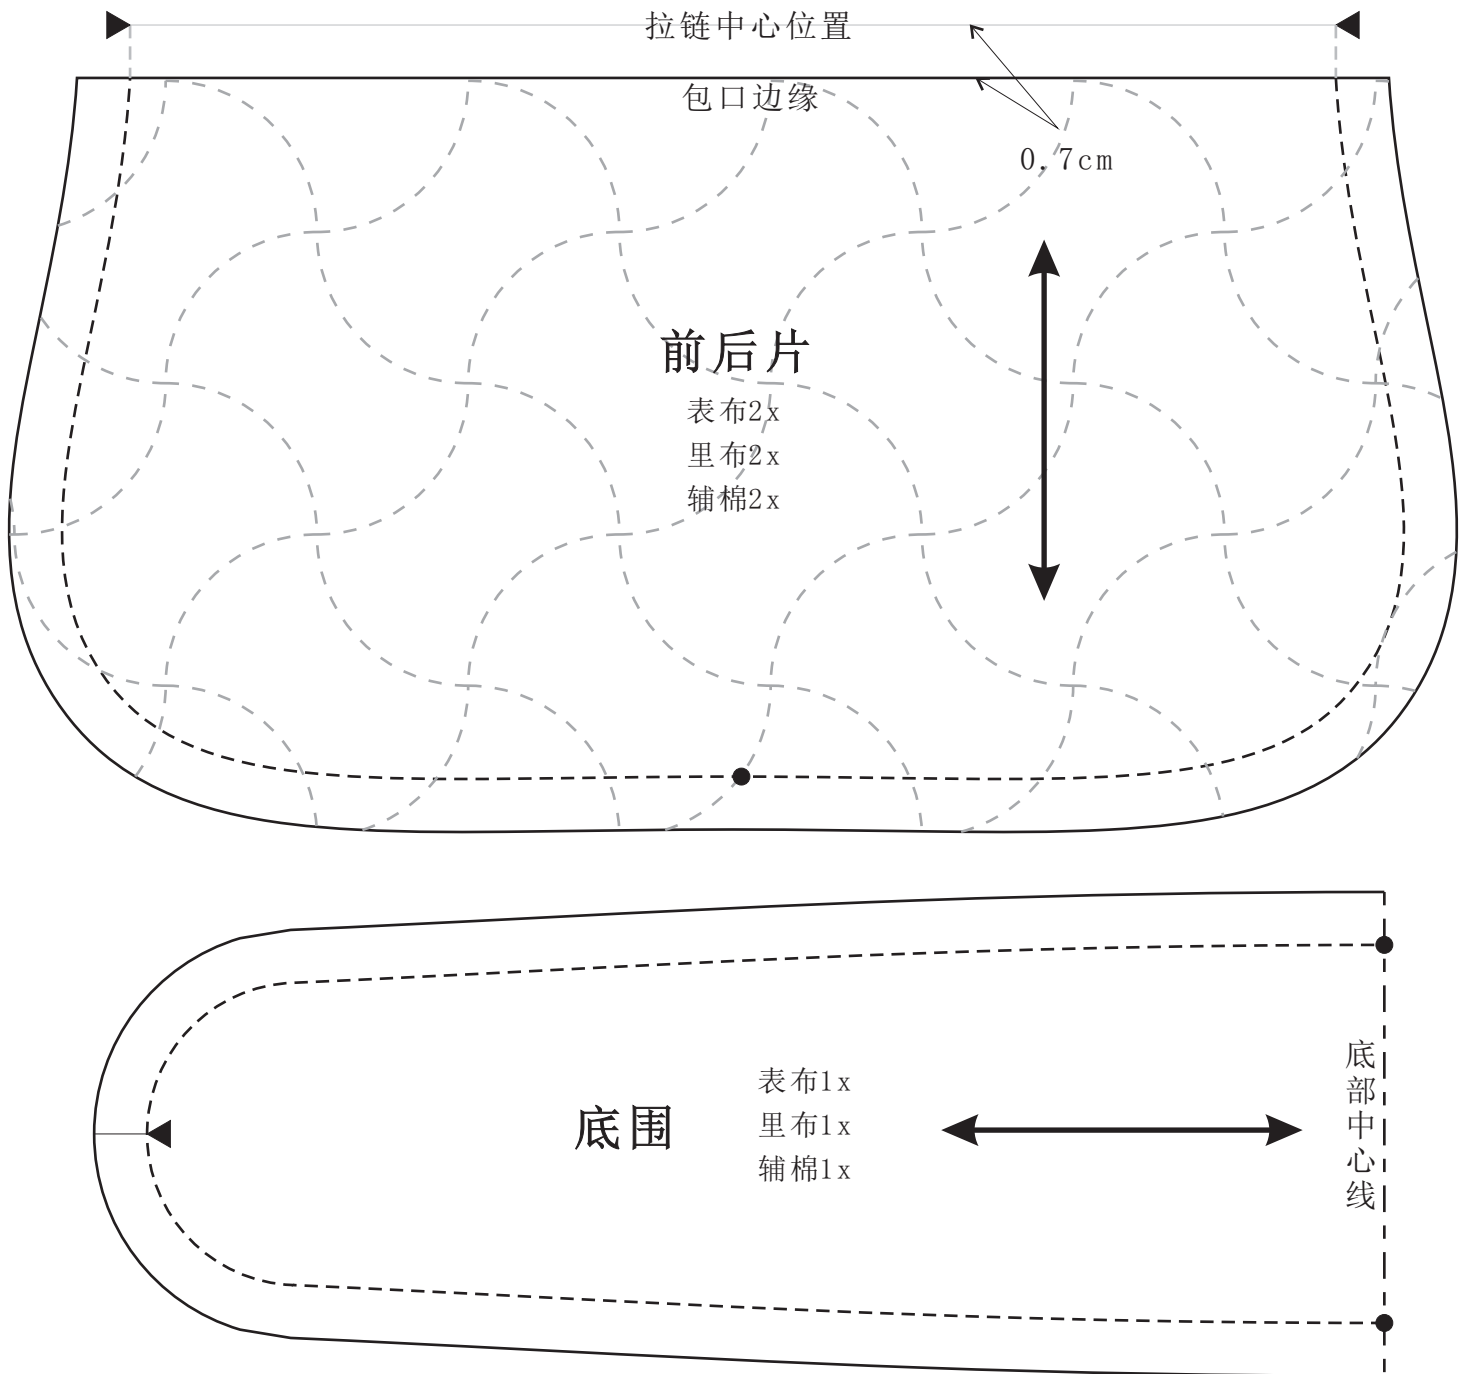 拉链中心位置
包口边缘
0.7cm
前后片
表布2x
里布2x
辅棉2x
底围
表布1x
里布1x
辅棉1x
底部中心线